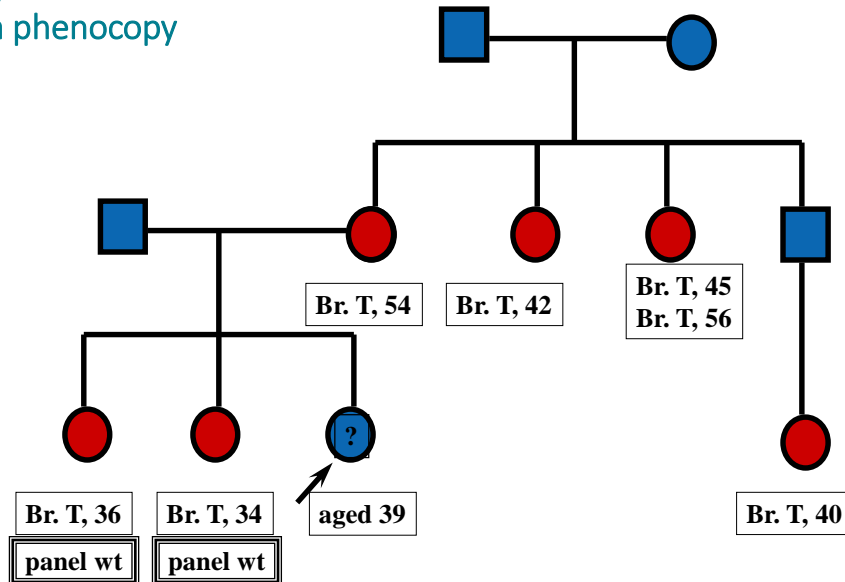 phenocopy
Br. T, 54
Br. T, 42
Br. T, 45
Br. T, 56
?
Br. T, 36
Br. T, 34
aged 39
Br. T, 40
panel wt
panel wt